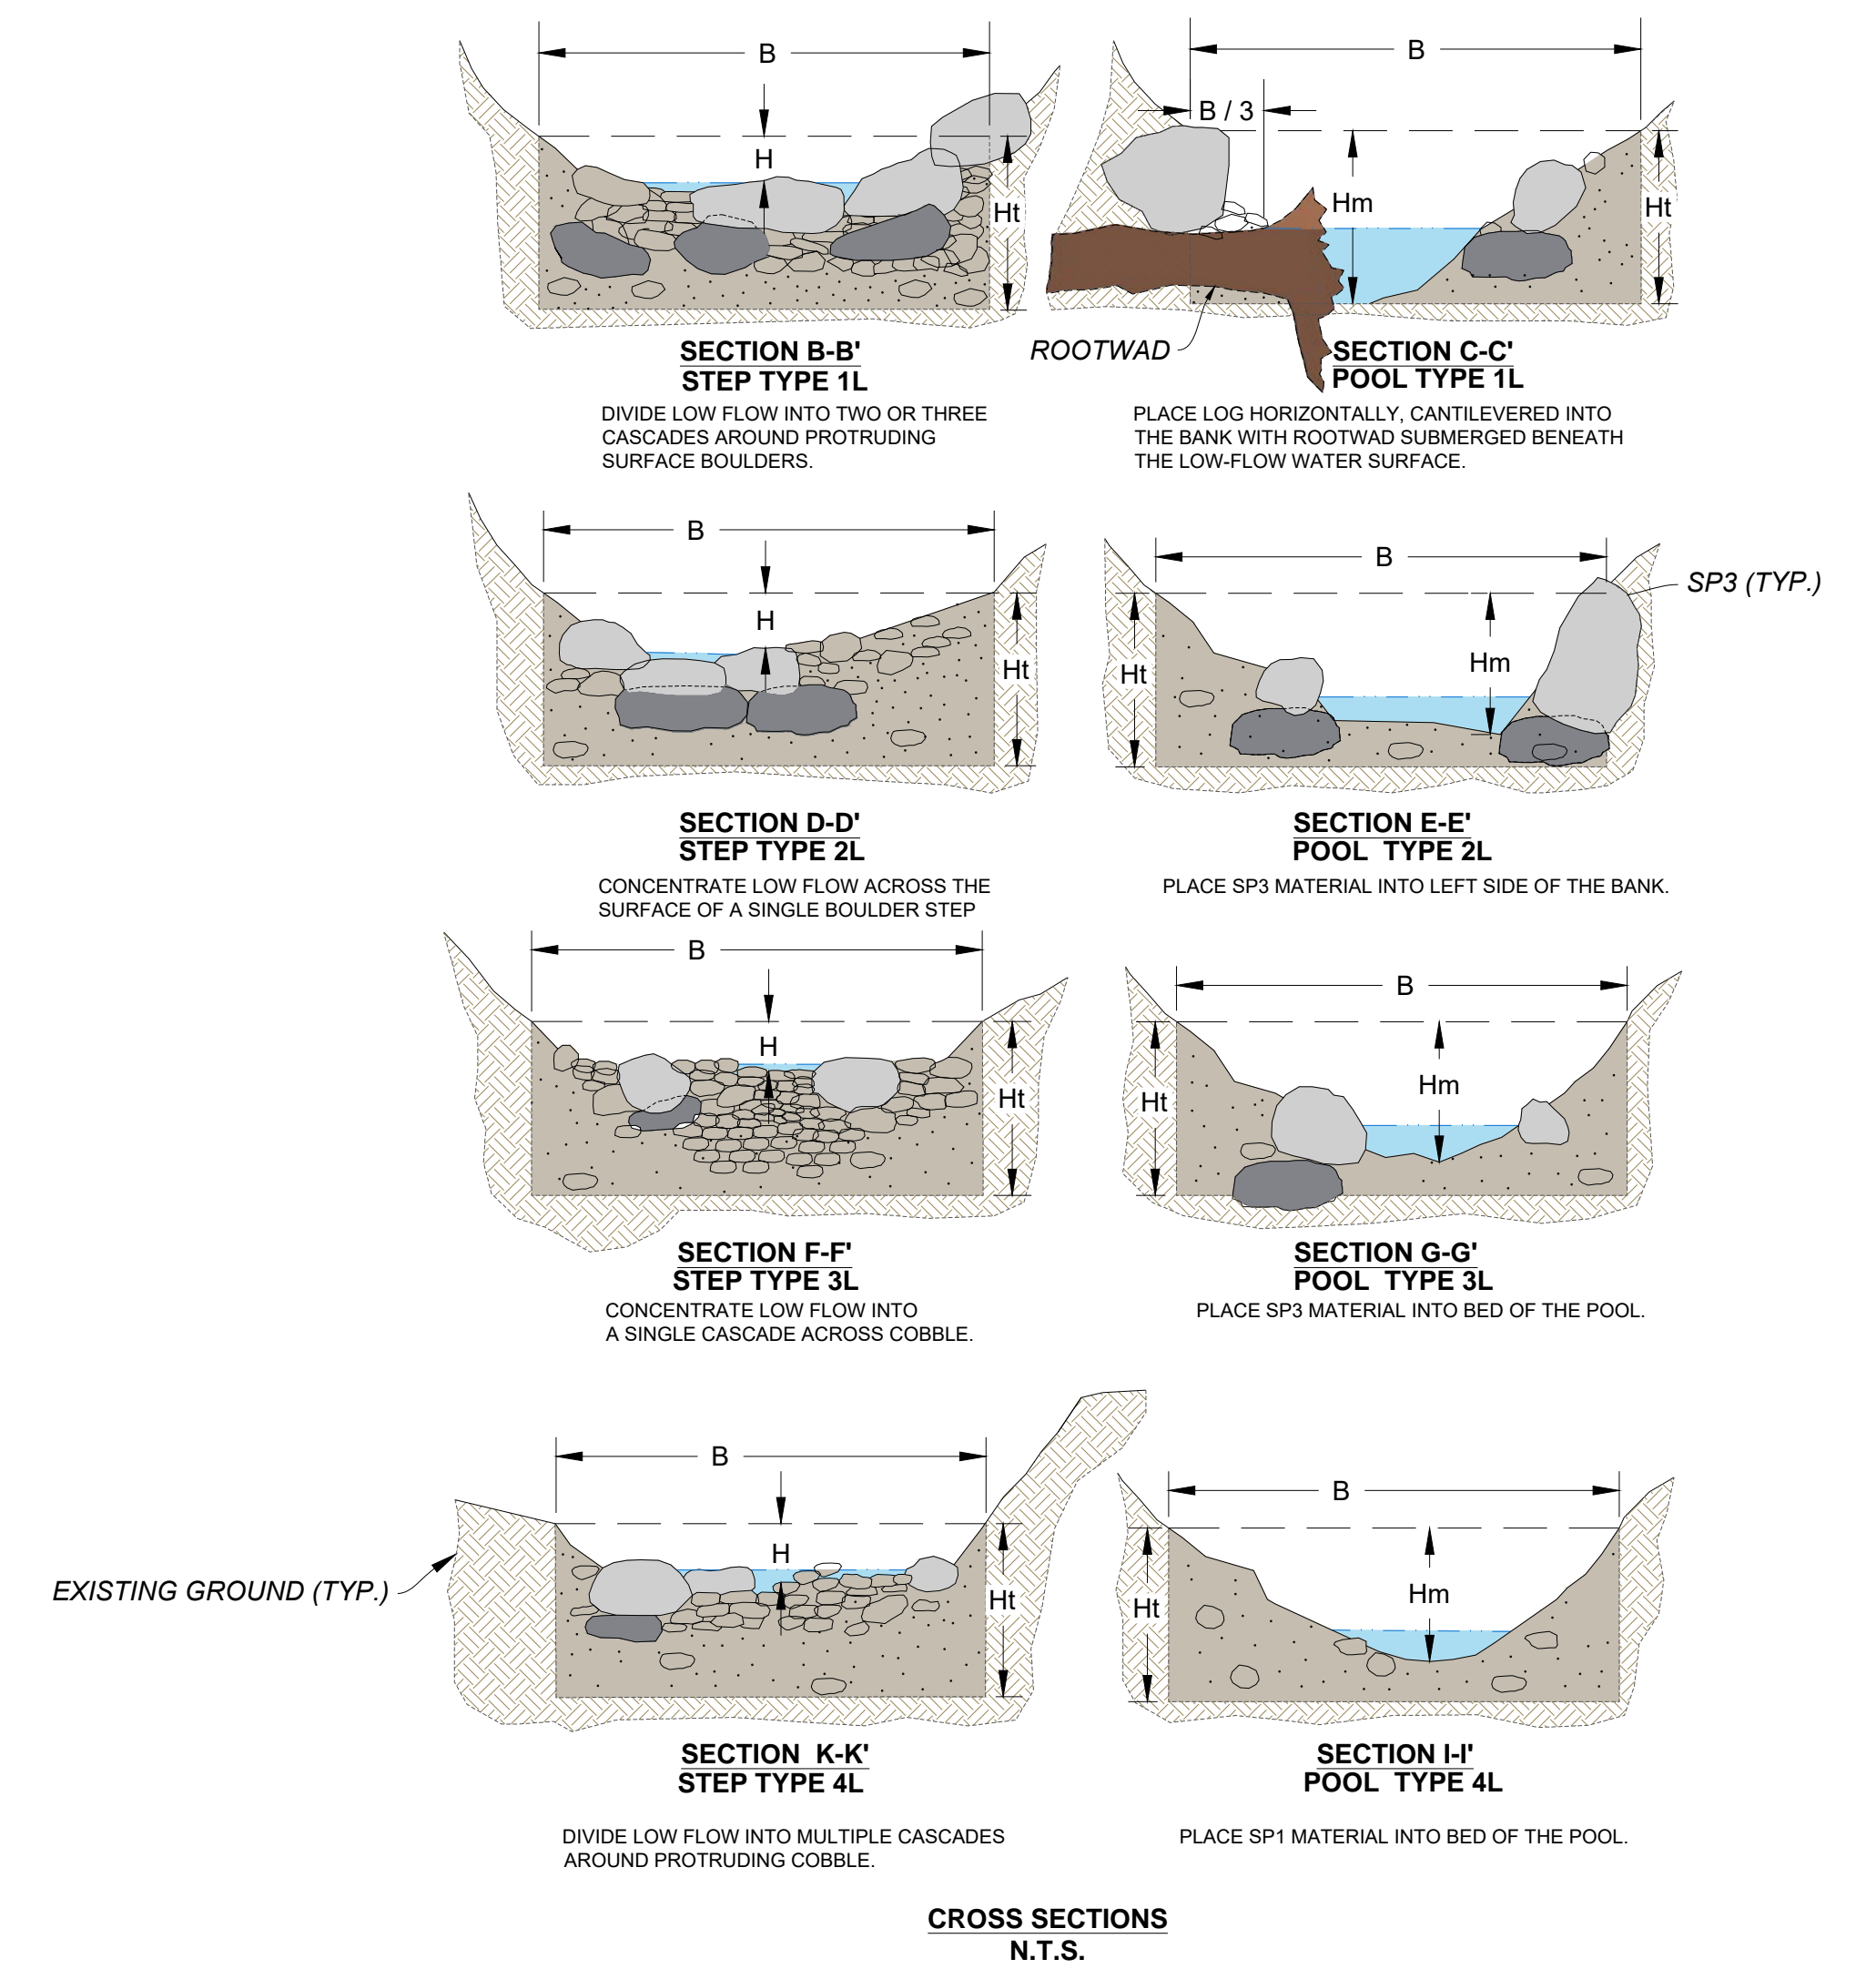 B
H
Ht
SECTION B-B'
STEP TYPE 1L
DIVIDE LOW FLOW INTO TWO OR THREE
CASCADES AROUND PROTRUDING
SURFACE BOULDERS.
B
B / 3
Hm
Ht
ROOTWAD
SECTION C-C'
POOL TYPE 1L
PLACE LOG HORIZONTALLY, CANTILEVERED INTO
THE BANK WITH ROOTWAD SUBMERGED BENEATH
THE LOW-FLOW WATER SURFACE.
B
H
Ht
SECTION D-D'
STEP TYPE 2L
CONCENTRATE LOW FLOW ACROSS THE
SURFACE OF A SINGLE BOULDER STEP
B
SP3 (TYP.)
Hm
Ht
SECTION E-E'
POOL TYPE 2L
PLACE SP3 MATERIAL INTO LEFT SIDE OF THE BANK.
B
H
Ht
SECTION F-F'
STEP TYPE 3L
CONCENTRATE LOW FLOW INTO
A SINGLE CASCADE ACROSS COBBLE.
B
Hm
Ht
SECTION G-G'
POOL TYPE 3L
PLACE SP3 MATERIAL INTO BED OF THE POOL.
B
H
EXISTING GROUND (TYP.)
Ht
SECTION K-K'
STEP TYPE 4L
DIVIDE LOW FLOW INTO MULTIPLE CASCADES
AROUND PROTRUDING COBBLE.
B
Hm
Ht
SECTION I-I'
POOL TYPE 4L
PLACE SP1 MATERIAL INTO BED OF THE POOL.
CROSS SECTIONS
N.T.S.